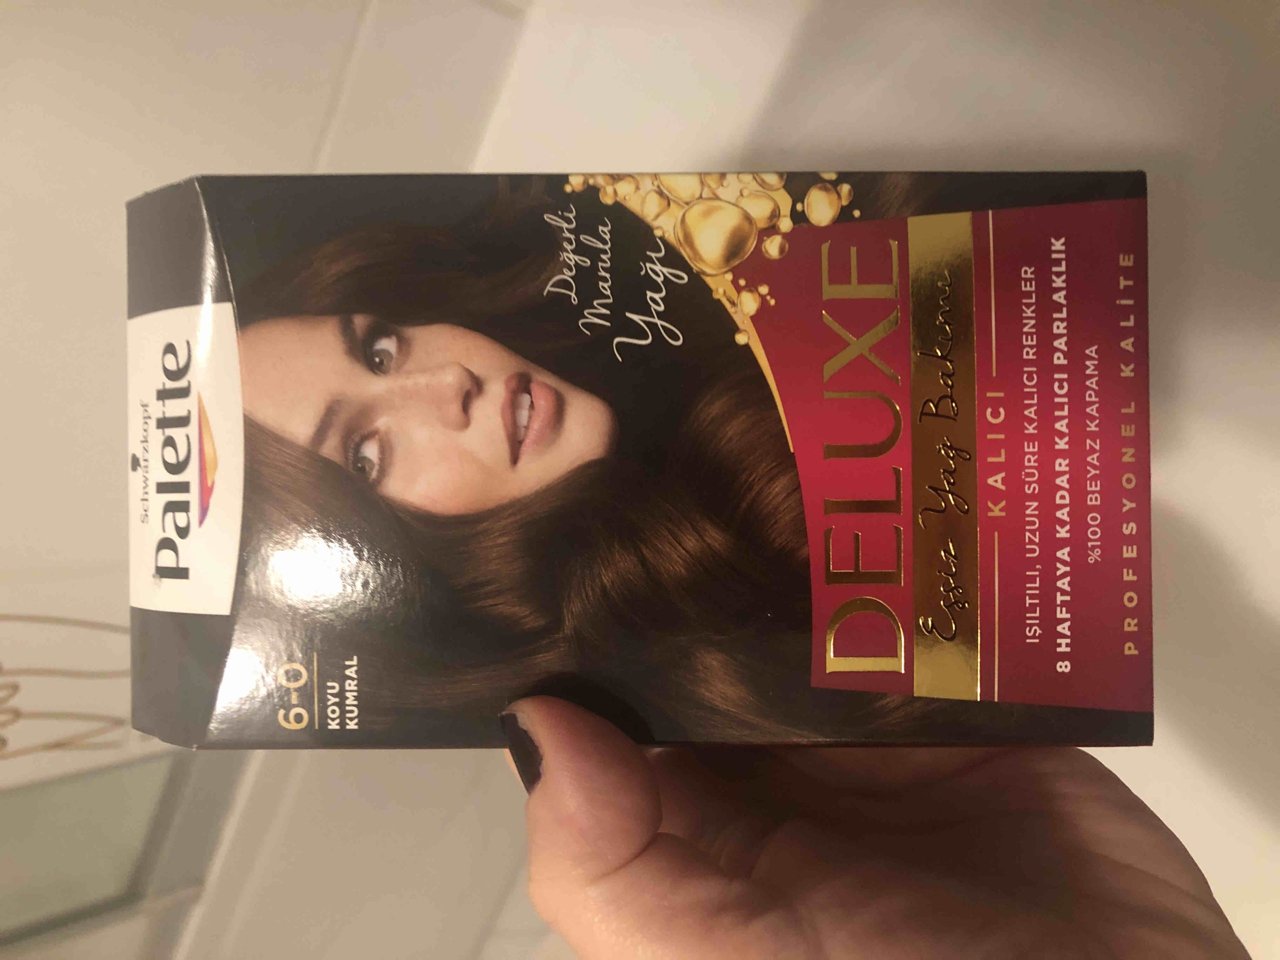 Schwarzkopf
Palette
6-0
KOYU
KUMRAL
Değerli
Marula
Yağı
DELUXE
Eşsiz Yağ Bakımı
KALICI
IŞILTILI, UZUN SÜRE KALICI RENKLER
8 HAFTAYA KADAR KALICI PARLAKLIK
%100 BEYAZ KAPAMA
PROFESYONEL KALİTE